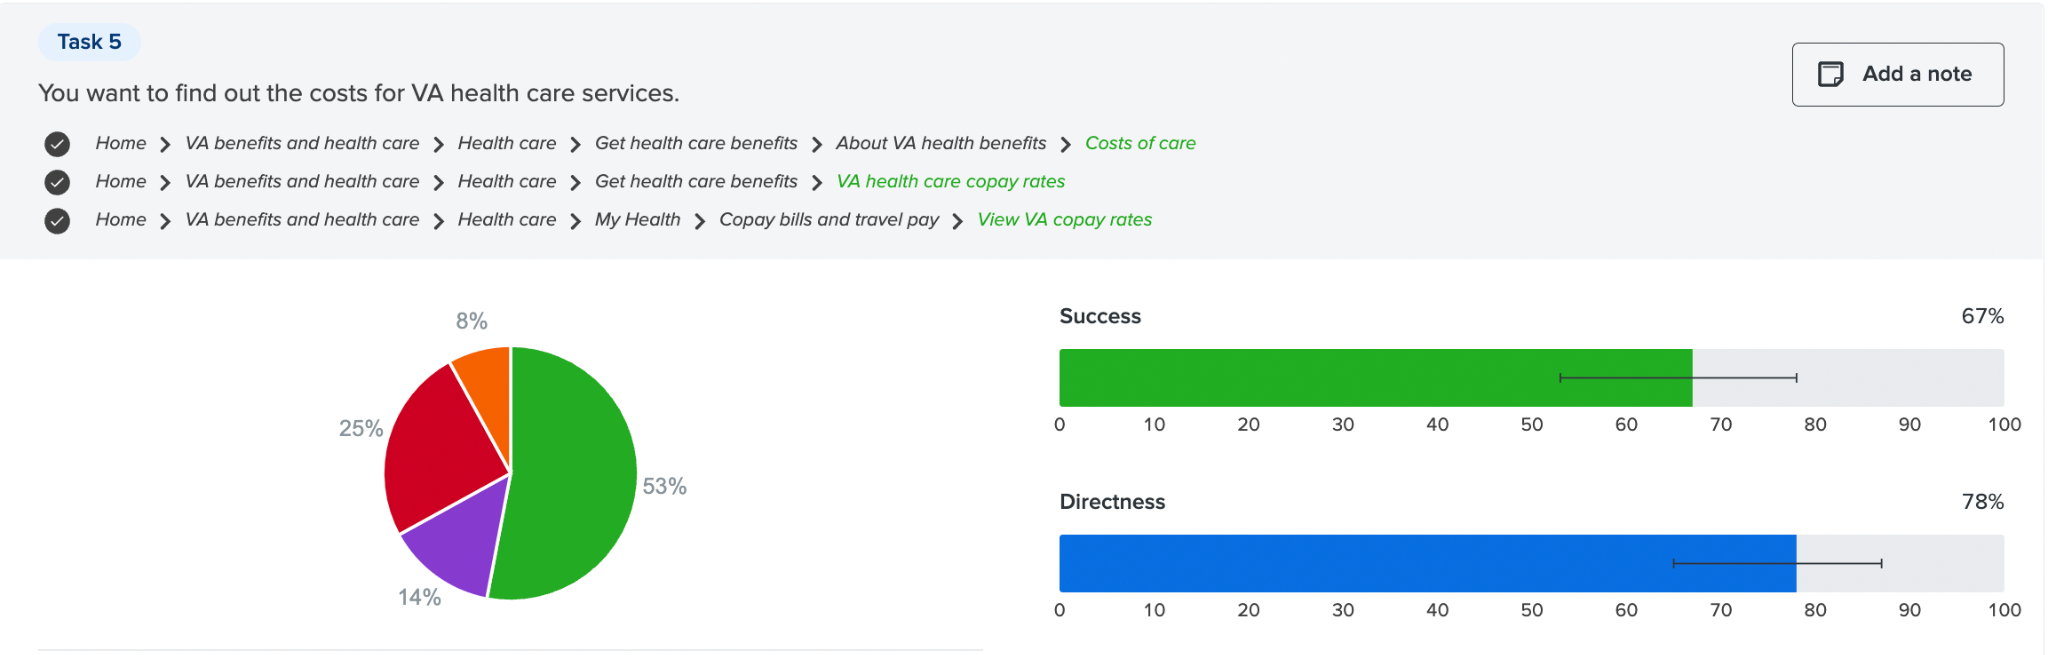 Task 5
Add a note
You want to find out the costs for VA health care services.
Home > VA benefits and health care > Health care > Get health care benefits > About VA health benefits > Costs of care
Home > VA benefits and health care > Health care > Get health care benefits > VA health care copay rates
Home > VA benefits and health care > Health care > My Health > Copay bills and travel pay > View VA copay rates
8%
25%
53%
14%
Success 67%
0 10 20 30 40 50 60 70 80 90 100
Directness 78%
0 10 20 30 40 50 60 70 80 90 100